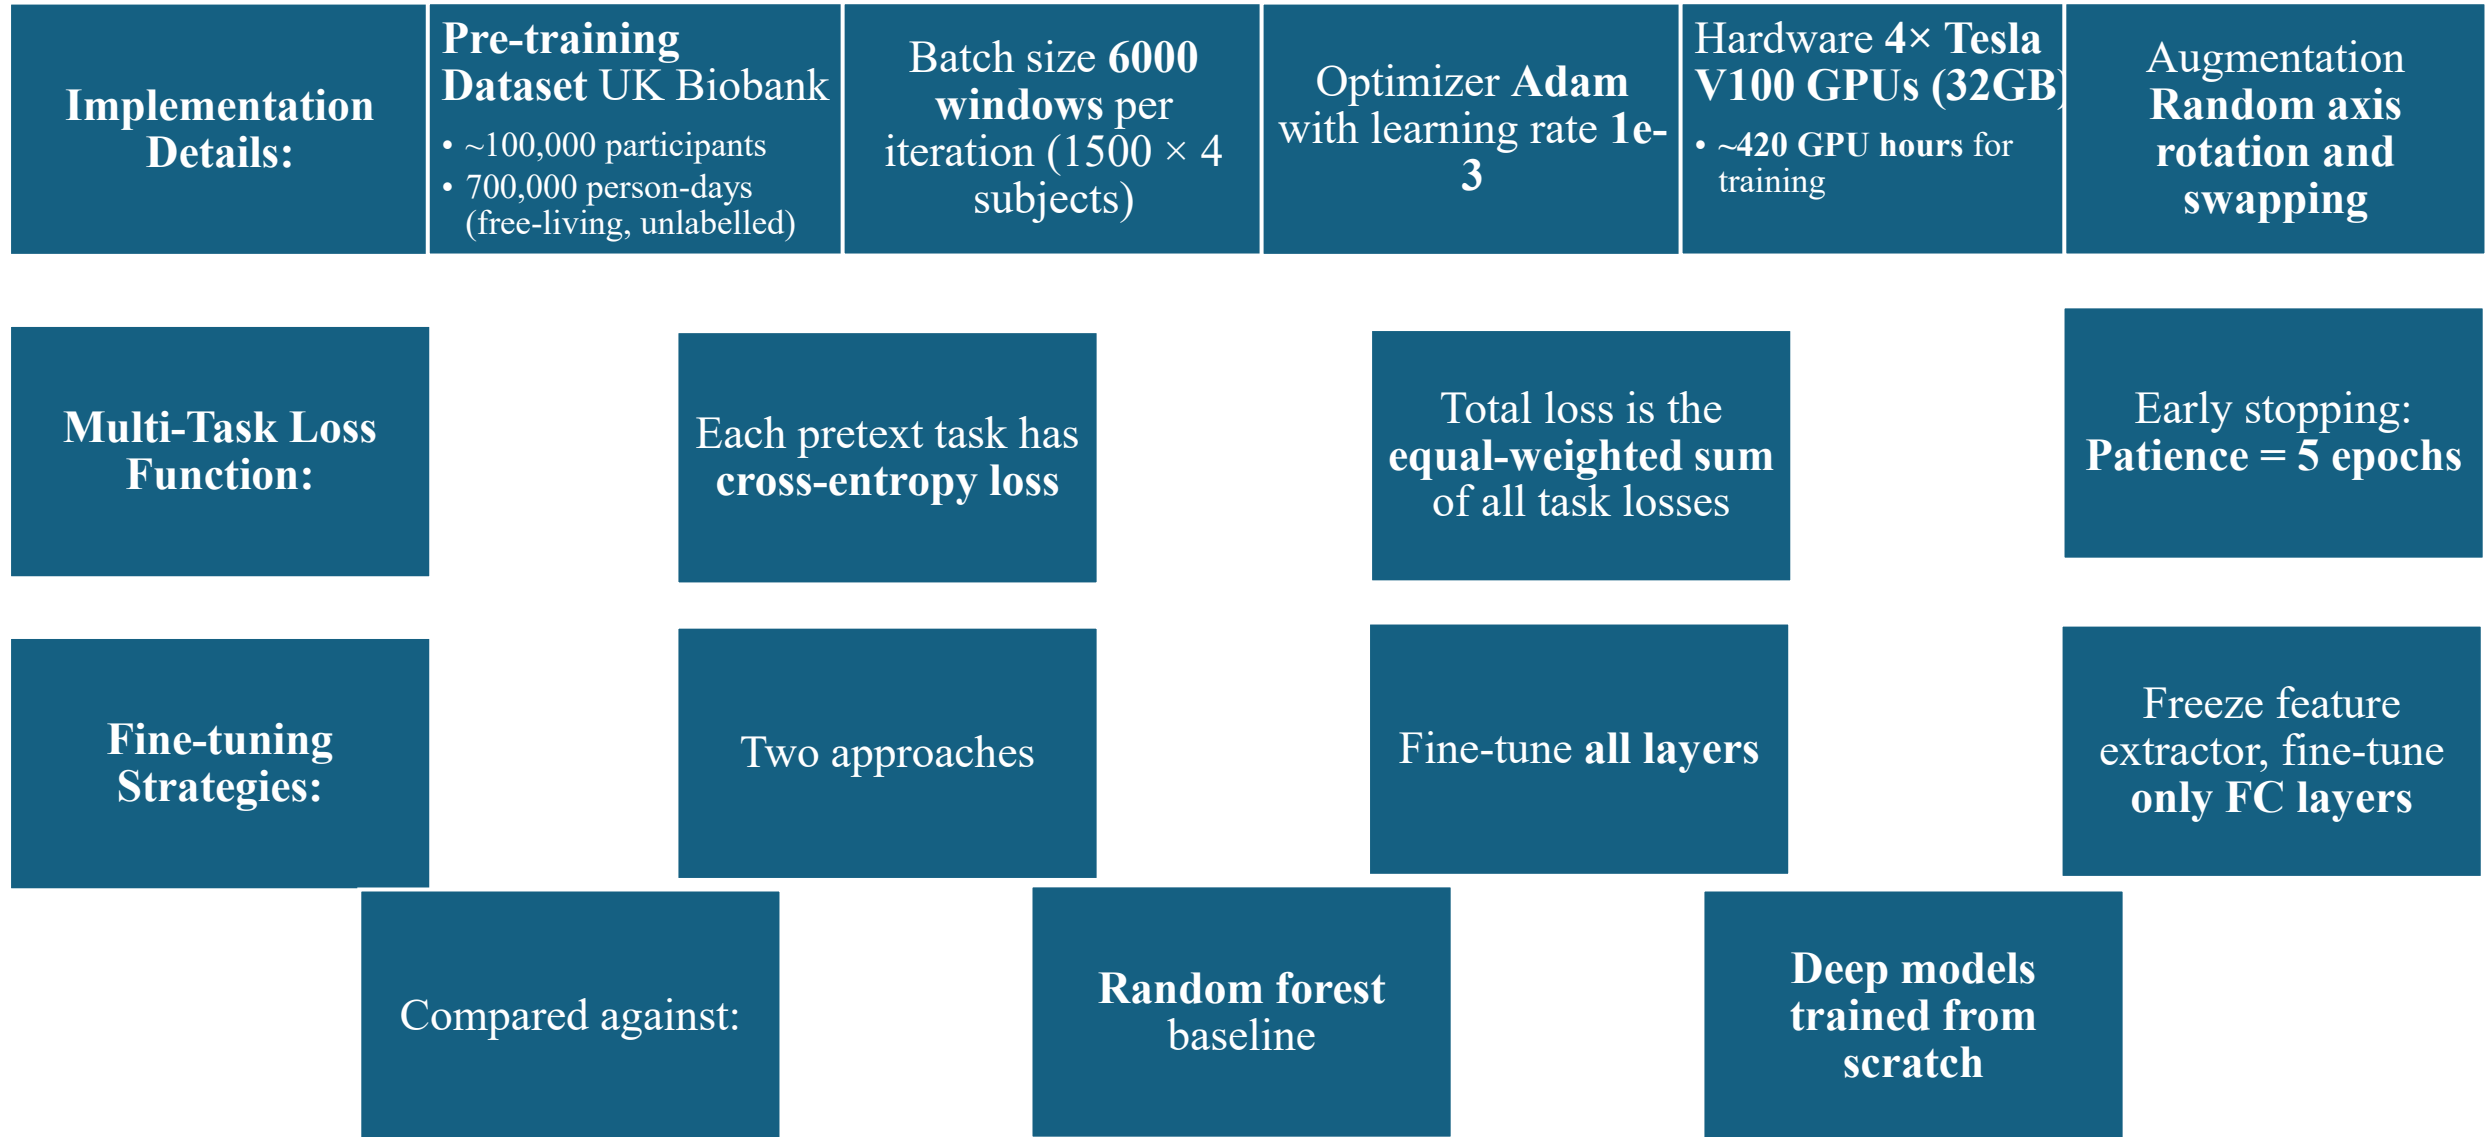 Implementation
Details:
Pre-training
Dataset UK Biobank
• ~100,000 participants
• 700,000 person-days
(free-living, unlabelled)
Batch size 6000
windows per
iteration (1500 × 4
subjects)
Optimizer Adam
with learning rate 1e-
3
Hardware 4× Tesla
V100 GPUs (32GB)
• ~420 GPU hours for
training
Augmentation
Random axis
rotation and
swapping
Multi-Task Loss
Function:
Each pretext task has
cross-entropy loss
Total loss is the
equal-weighted sum
of all task losses
Early stopping:
Patience = 5 epochs
Fine-tuning
Strategies:
Two approaches
Fine-tune all layers
Freeze feature
extractor, fine-tune
only FC layers
Compared against:
Random forest
baseline
Deep models
trained from
scratch